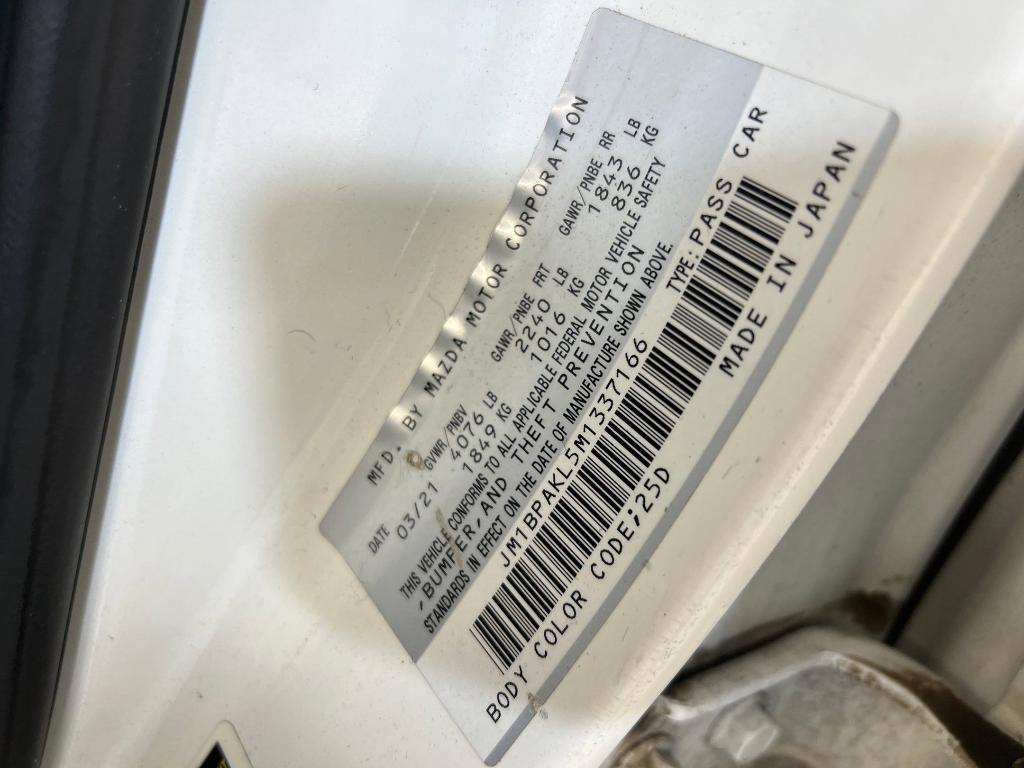 MFD. BY MAZDA MOTOR CORPORATION
DATE GVWR/PNBV GAWR/PNBE FRT GAWR/PNBE RR
03/21 4076 LB 2240 LB 1843 LB
1849 KG 1016 KG 836 KG
THIS VEHICLE CONFORMS TO ALL APPLICABLE FEDERAL MOTOR VEHICLE SAFETY
,BUMPER,AND THEFT PREVENTION
STANDARDS IN EFFECT ON THE DATE OF MANUFACTURE SHOWN ABOVE.
JM1BPAKL5M1337166 TYPE:PASS CAR
BODY COLOR CODE;25D MADE IN JAPAN